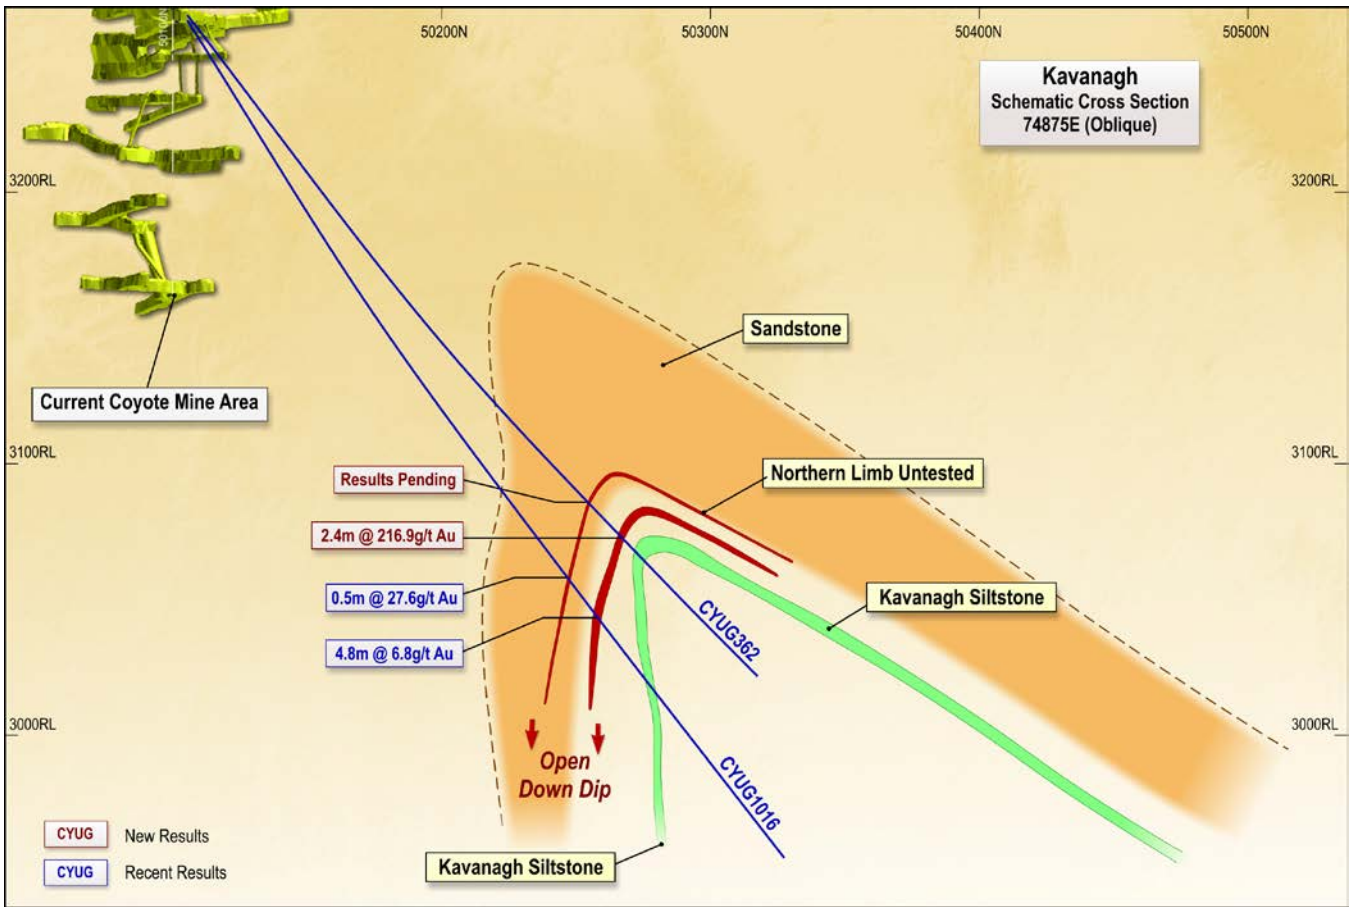 50100N
50200N
50300N
50400N
50500N
Kavanagh
Schematic Cross Section
74875E (Oblique)
3200RL
3200RL
Sandstone
Current Coyote Mine Area
3100RL
3100RL
Results Pending
Northern Limb Untested
2.4m @ 216.9g/t Au
0.5m @ 27.6g/t Au
Kavanagh Siltstone
4.8m @ 6.8g/t Au
CYUG362
3000RL
3000RL
Open
Down Dip
CYUG1016
CYUG New Results
CYUG Recent Results
Kavanagh Siltstone